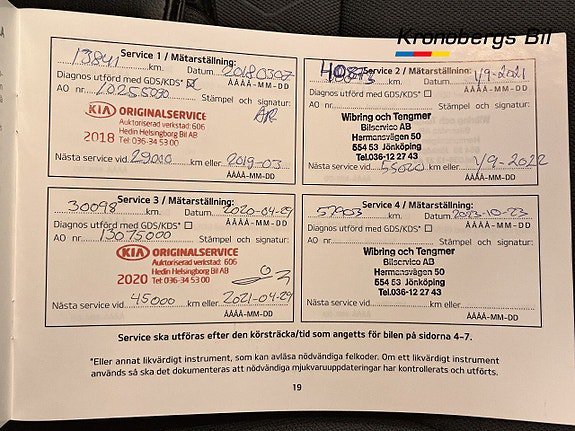 Kronobergs Bil
Service 1 / Mätarställning:
13841 km. Datum 20180307
Diagnos utförd med GDS/KDS* ÅÅÅÅ-MM-DD
AO nr 10255030 Stämpel och signatur:
KIA ORIGINALSERVICE
Auktoriserad verkstad: 606
2018 Hedin Helsingborg Bil AB
Tel 036-34 53 00
Nästa service vid 29000 km eller 2019-03
ÅÅÅÅ-MM-DD
Service 2 / Mätarställning:
40873 km. Datum 1/9-2021
Diagnos utförd med GDS/KDS* ÅÅÅÅ-MM-DD
AO nr Stämpel och signatur:
Wibring och Tengmer
Bilservice AB
Hermansvägen 50
554 53 Jönköping
Tel.036-12 27 43
Nästa service vid 55020 km eller 1/9-2022
ÅÅÅÅ-MM-DD
Service 3 / Mätarställning:
30098 km. Datum 2020-04-29
Diagnos utförd med GDS/KDS* ÅÅÅÅ-MM-DD
AO nr 13075000 Stämpel och signatur:
KIA ORIGINALSERVICE
Auktoriserad verkstad: 606
Hedin Helsingborg Bil AB
2020 Tel 036-34 53 00
Nästa service vid 45000 km eller 2021-04-29
ÅÅÅÅ-MM-DD
Service 4 / Mätarställning:
57903 km. Datum 2023-10-23
Diagnos utförd med GDS/KDS* ÅÅÅÅ-MM-DD
AO nr Stämpel och signatur:
Wibring och Tengmer
Bilservice AB
Hermansvägen 50
554 53 Jönköping
Tel.036-12 27 43
Nästa service vid km eller
ÅÅÅÅ-MM-DD
Service ska utföras efter den körsträcka/tid som angetts för bilen på sidorna 4-7.
*Eller annat likvärdigt instrument, som kan avläsa nödvändiga felkoder. Om ett likvärdigt instrument
används så ska det dokumenteras att nödvändiga mjukvaruuppdateringar har kontrollerats och utförts.
19